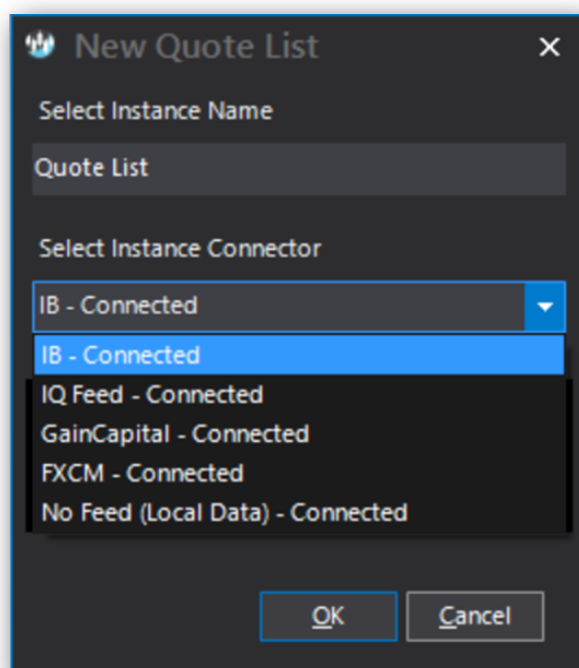 New Quote List
Select Instance Name
Quote List
Select Instance Connector
IB - Connected
IB - Connected
IQ Feed - Connected
GainCapital - Connected
FXCM - Connected
No Feed (Local Data) - Connected
OK Cancel